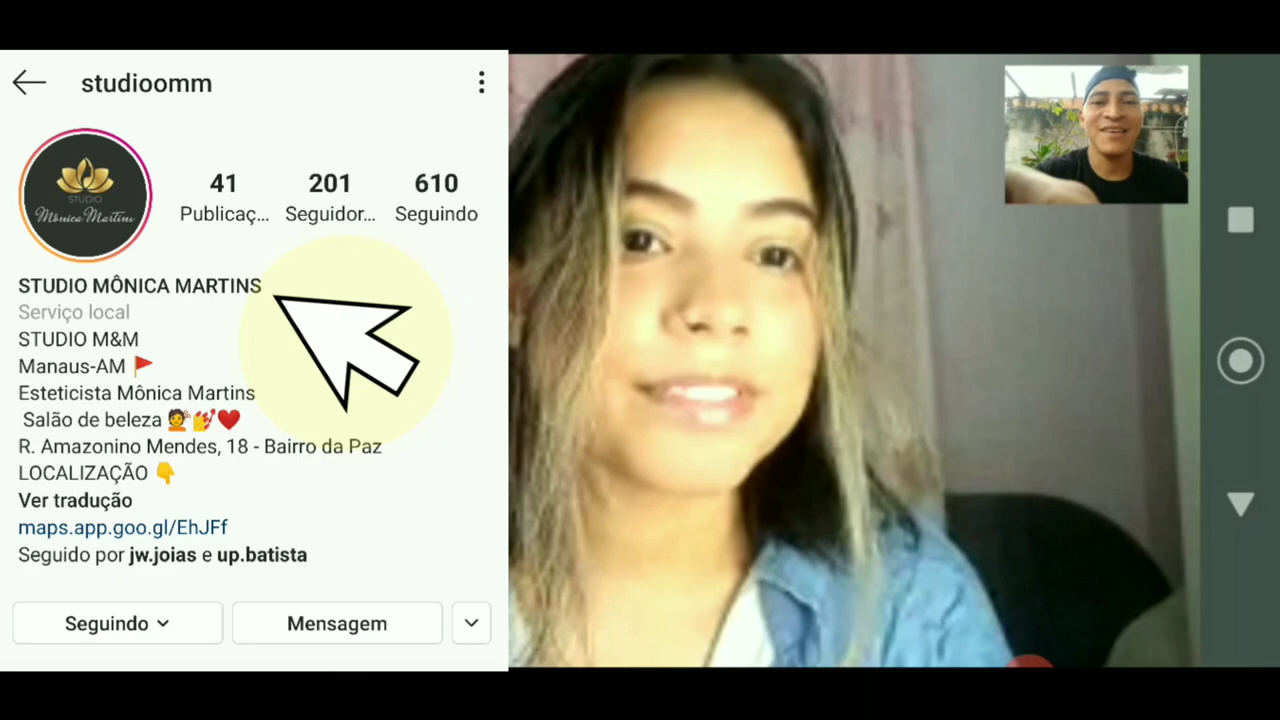 studioomm
STUDIO
Mônica Martins
41
201
610
Publicaç...
Seguidor...
Seguindo
STUDIO MÔNICA MARTINS
Serviço local
STUDIO M&M
Manaus-AM 🚩
Esteticista Mônica Martins
Salão de beleza 💇💅❤️
R. Amazonino Mendes, 18 - Bairro da Paz
LOCALIZAÇÃO 👇
Ver tradução
maps.app.goo.gl/EhJFf
Seguido por jw.joias e up.batista
Seguindo
Mensagem